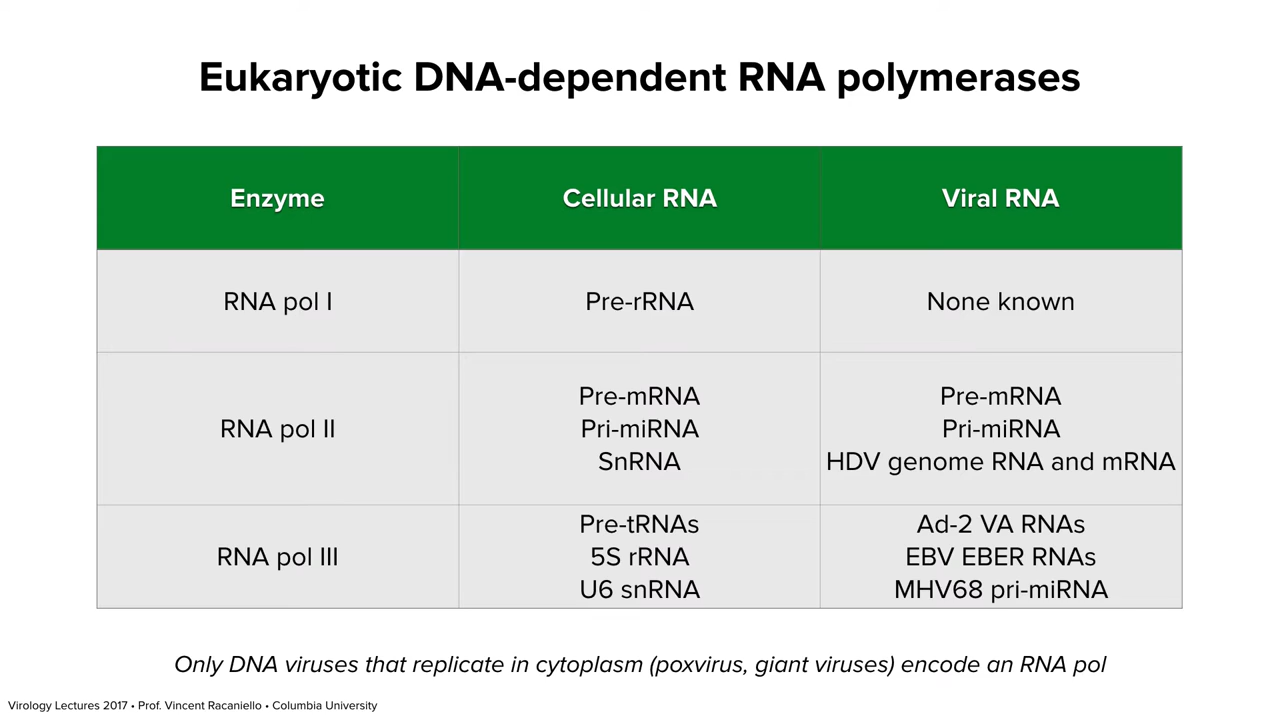 Eukaryotic DNA-dependent RNA polymerases
Enzyme
Cellular RNA
Viral RNA
RNA pol I
Pre-rRNA
None known
RNA pol II
Pre-mRNA
Pri-miRNA
SnRNA
Pre-mRNA
Pri-miRNA
HDV genome RNA and mRNA
RNA pol III
Pre-tRNAs
5S rRNA
U6 snRNA
Ad-2 VA RNAs
EBV EBER RNAs
MHV68 pri-miRNA
Only DNA viruses that replicate in cytoplasm (poxvirus, giant viruses) encode an RNA pol
Virology Lectures 2017 • Prof. Vincent Racaniello • Columbia University